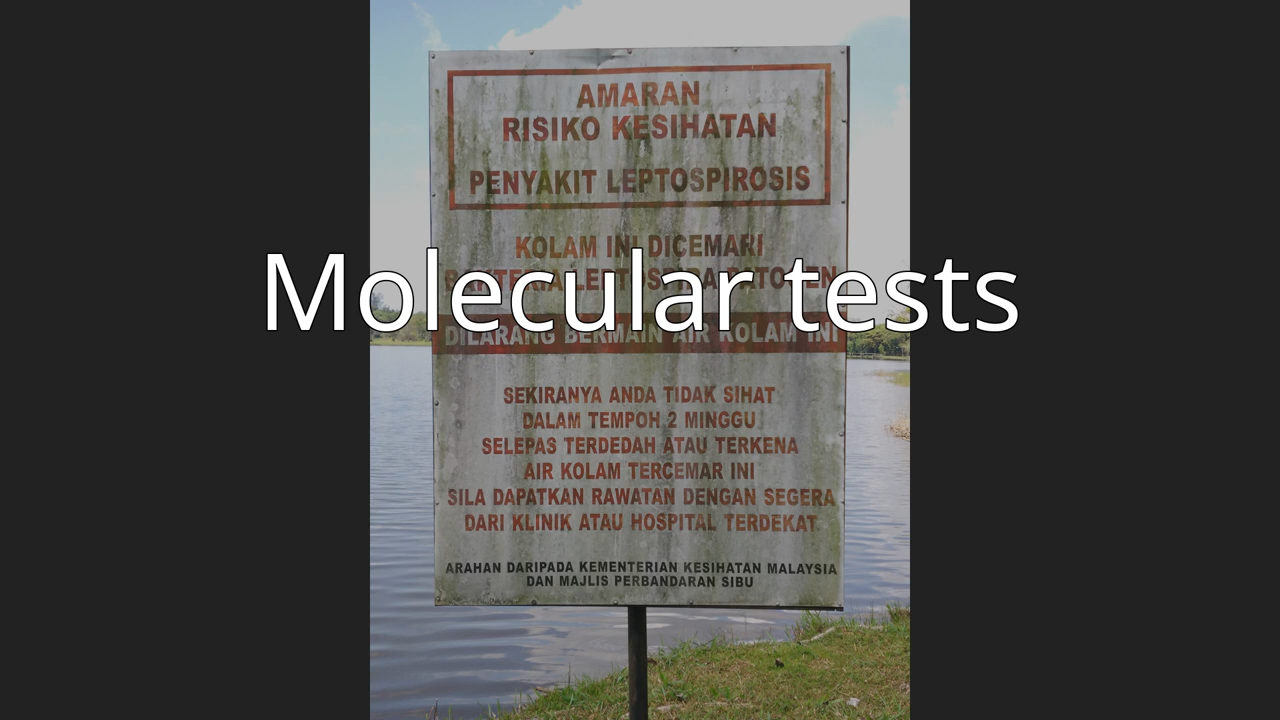 AMARAN
RISIKO KESIHATAN
PENYAKIT LEPTOSPIROSIS
KOLAM INI DICEMARI
Molecular tests
DILARANG BERMAIN AIR KOLAM INI
SEKIRANYA ANDA TIDAK SIHAT
DALAM TEMPOH 2 MINGGU
SELEPAS TERDEDAH ATAU TERKENA
AIR KOLAM TERCEMAR INI
SILA DAPATKAN RAWATAN DENGAN SEGERA
DARI KLINIK ATAU HOSPITAL TERDEKAT
ARAHAN DARIPADA KEMENTERIAN KESIHATAN MALAYSIA
DAN MAJLIS PERBANDARAN SIBU